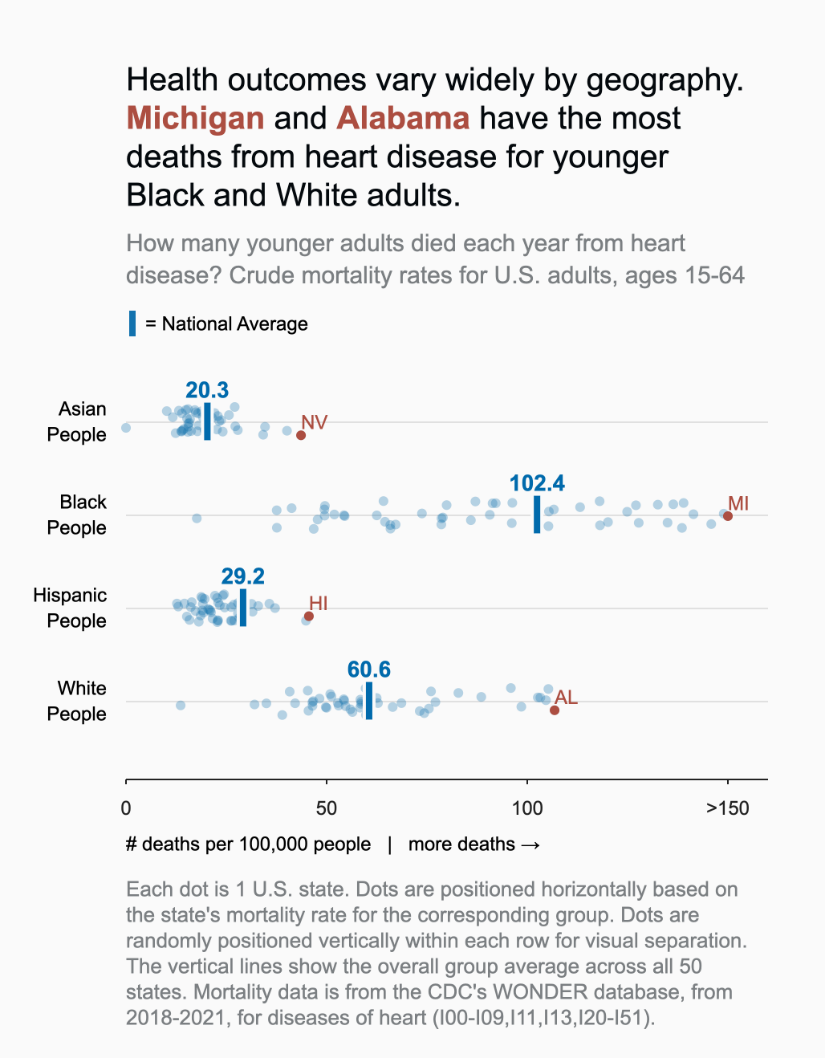 Health outcomes vary widely by geography.
Michigan and Alabama have the most
deaths from heart disease for younger
Black and White adults.
How many younger adults died each year from heart
disease? Crude mortality rates for U.S. adults, ages 15-64
= National Average
20.3
Asian
People
NV
102.4
Black
People
MI
29.2
Hispanic
People
HI
60.6
White
People
AL
0 50 100 >150
# deaths per 100,000 people | more deaths →
Each dot is 1 U.S. state. Dots are positioned horizontally based on
the state's mortality rate for the corresponding group. Dots are
randomly positioned vertically within each row for visual separation.
The vertical lines show the overall group average across all 50
states. Mortality data is from the CDC's WONDER database, from
2018-2021, for diseases of heart (I00-I09,I11,I13,I20-I51).